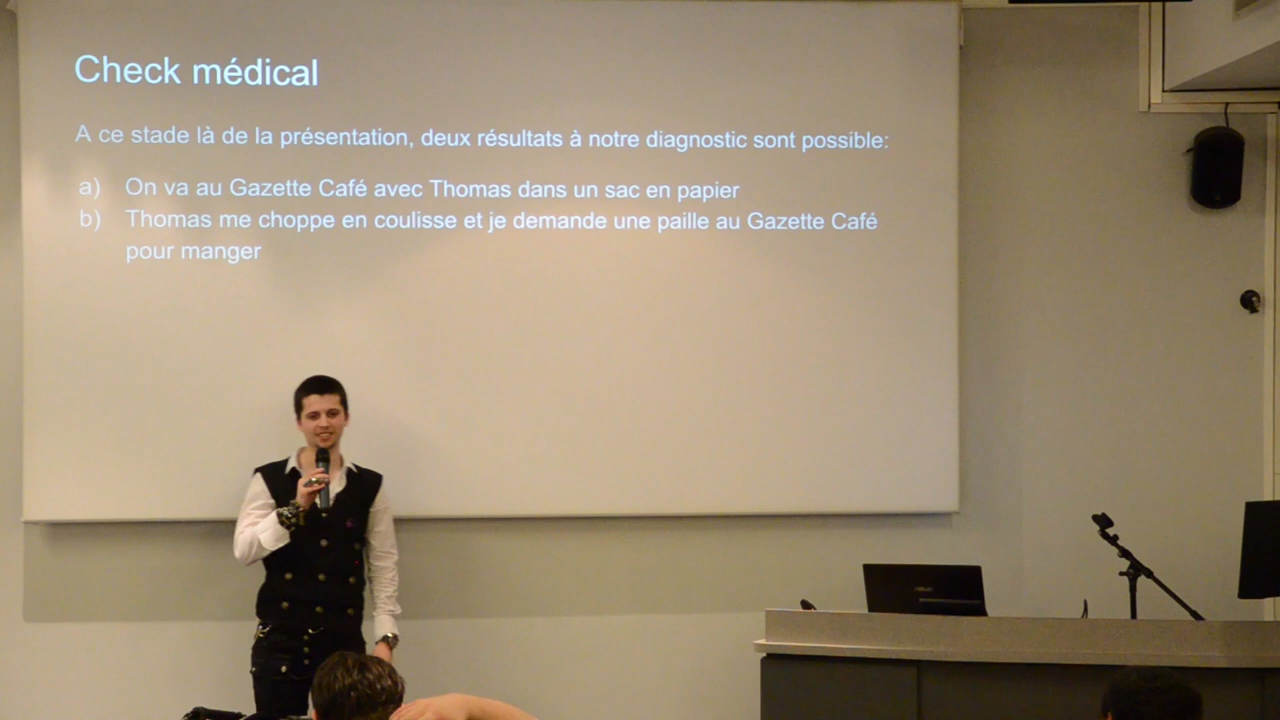 Check médical
A ce stade là de la présentation, deux résultats à notre diagnostic sont possible:
a) On va au Gazette Café avec Thomas dans un sac en papier
b) Thomas me choppe en coulisse et je demande une paille au Gazette Café
pour manger